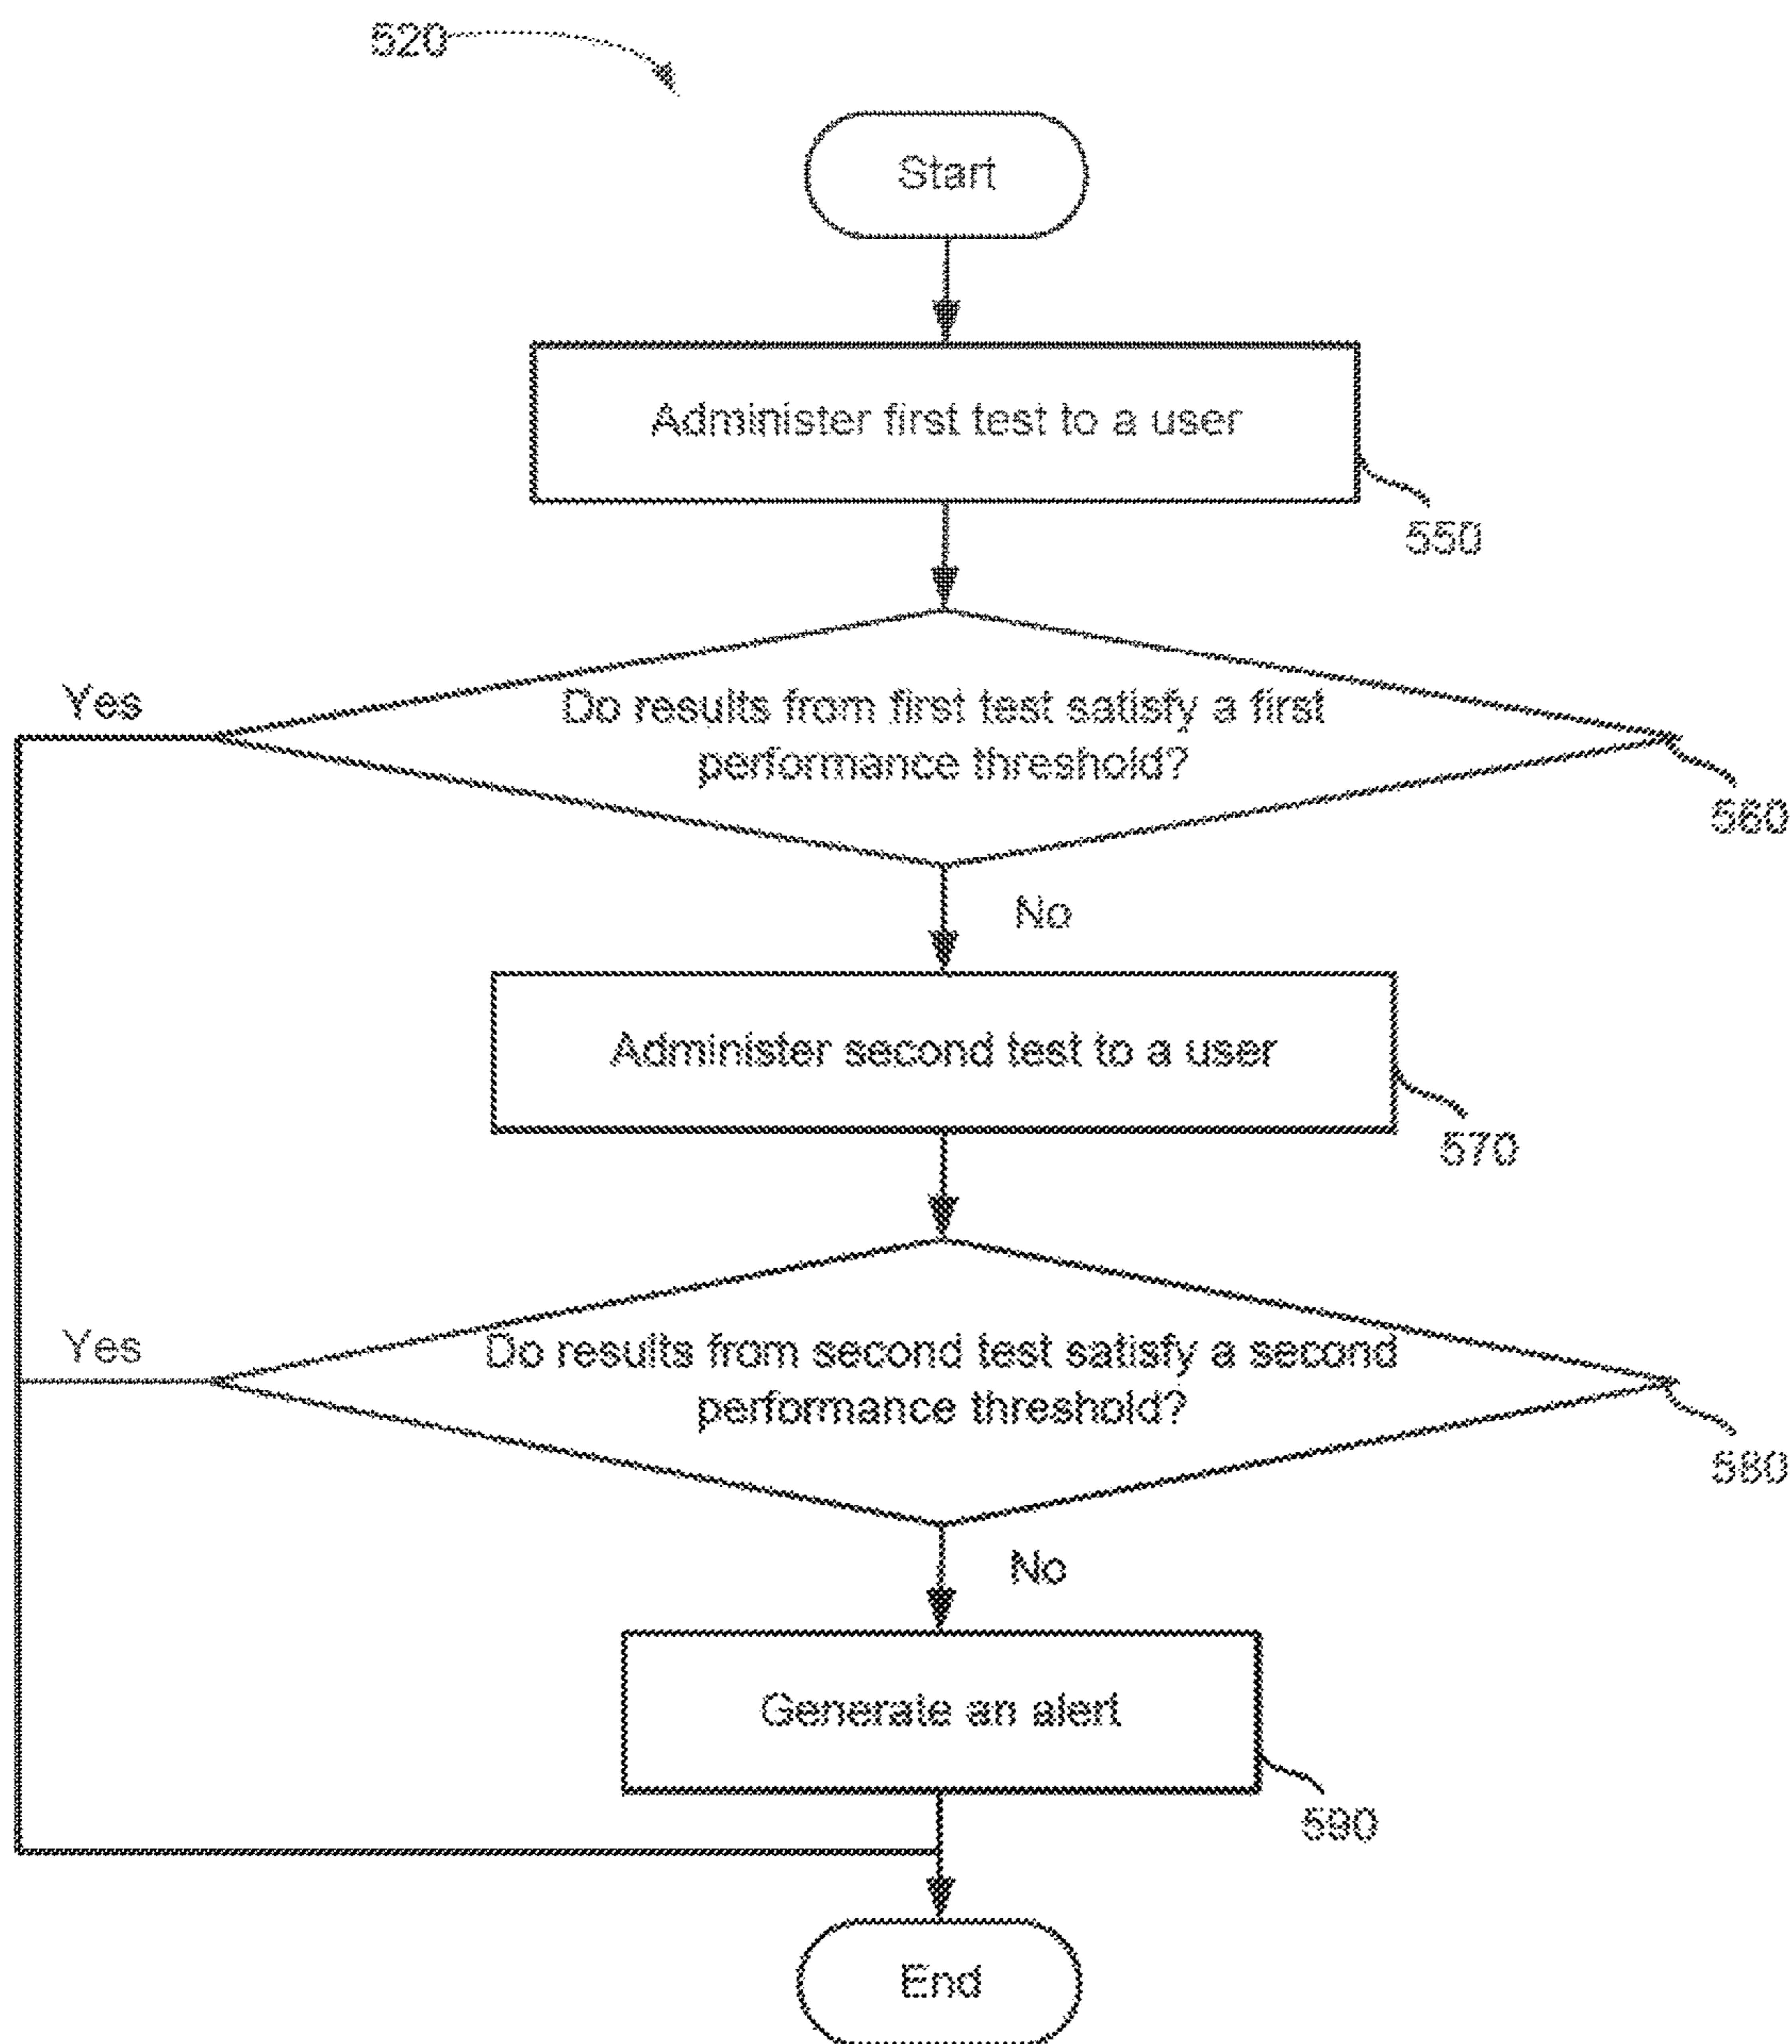 520
Start
Administer first test to a user
550
Yes
Do results from first test satisfy a first
performance threshold?
560
No
Administer second test to a user
570
Yes
Do results from second test satisfy a second
performance threshold?
580
No
Generate an alert
590
End